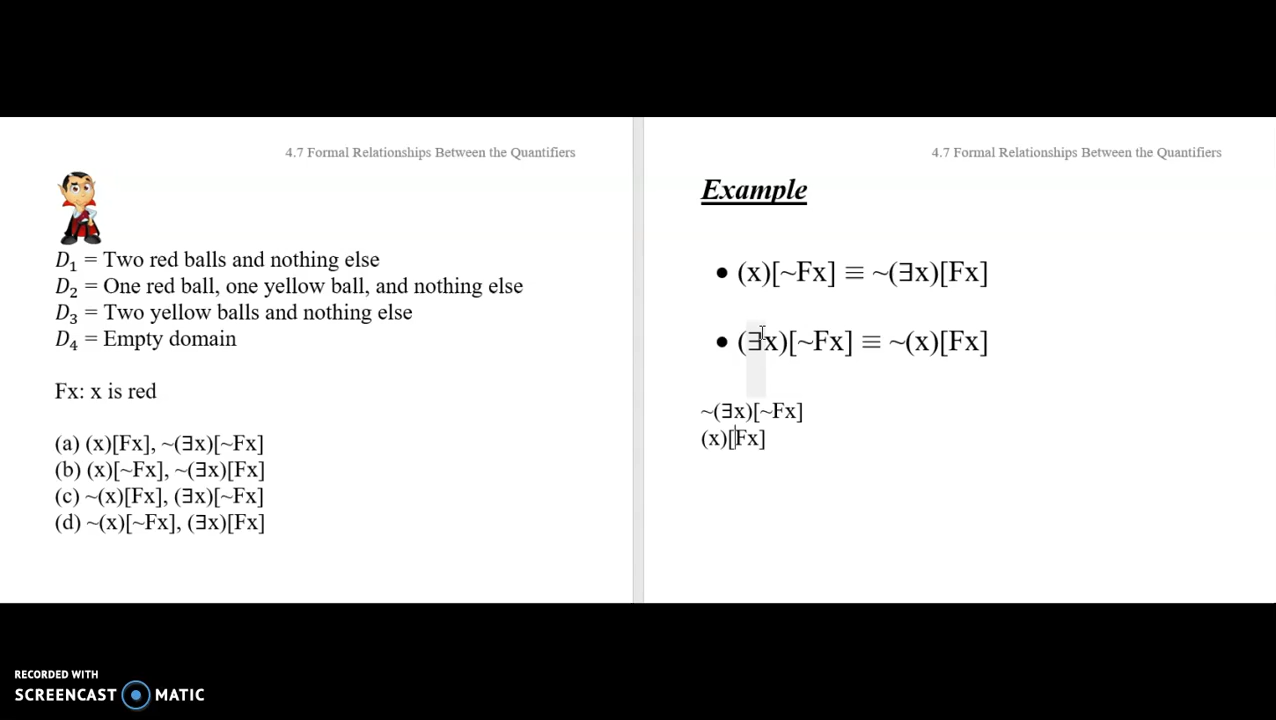 4.7 Formal Relationships Between the Quantifiers
D₁ = Two red balls and nothing else
D₂ = One red ball, one yellow ball, and nothing else
D₃ = Two yellow balls and nothing else
D₄ = Empty domain
Fx: x is red
(a) (x)[Fx], ~(∃x)[~Fx]
(b) (x)[~Fx], ~(∃x)[Fx]
(c) ~(x)[Fx], (∃x)[~Fx]
(d) ~(x)[~Fx], (∃x)[Fx]
4.7 Formal Relationships Between the Quantifiers
Example
● (x)[~Fx] ≡ ~(∃x)[Fx]
● (∃x)[~Fx] ≡ ~(x)[Fx]
~(∃x)[~Fx]
(x)[Fx]
RECORDED WITH
SCREENCAST MATIC